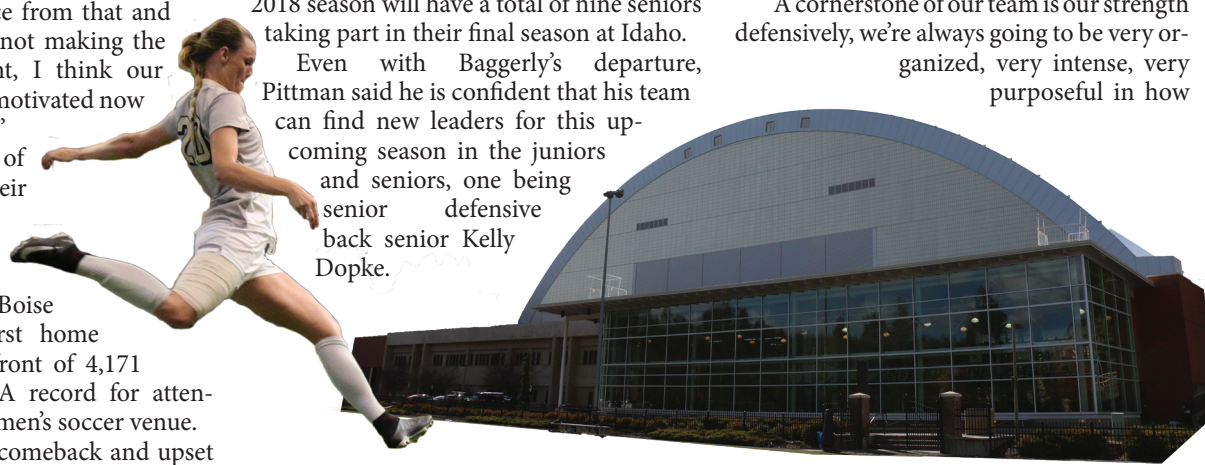 ce from that and
not making the
nt, I think our
motivated now
”
of
eir
Boise
rst home
ront of 4,171
A record for atten-
men’s soccer venue.
comeback and upset
20
2018 season will have a total of nine seniors
taking part in their final season at Idaho.
Even with Baggerly’s departure,
Pittman said he is confident that his team
can find new leaders for this up-
coming season in the juniors
and seniors, one being
senior defensive
back senior Kelly
Dopke.
A cornerstone of our team is our strength
defensively, we’re always going to be very or-
ganized, very intense, very
purposeful in how